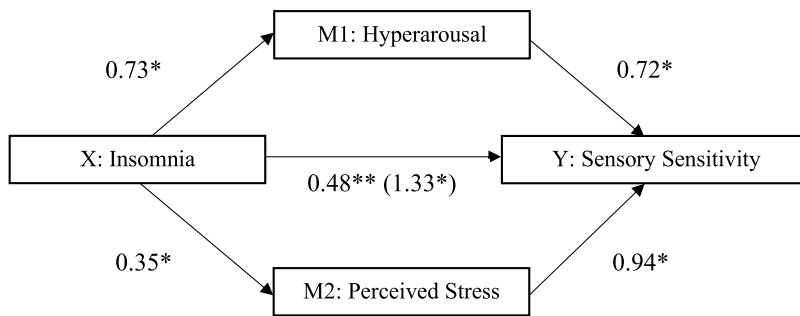 M1: Hyperarousal
0.73*
0.72*
X: Insomnia
Y: Sensory Sensitivity
0.48** (1.33*)
0.35*
0.94*
M2: Perceived Stress